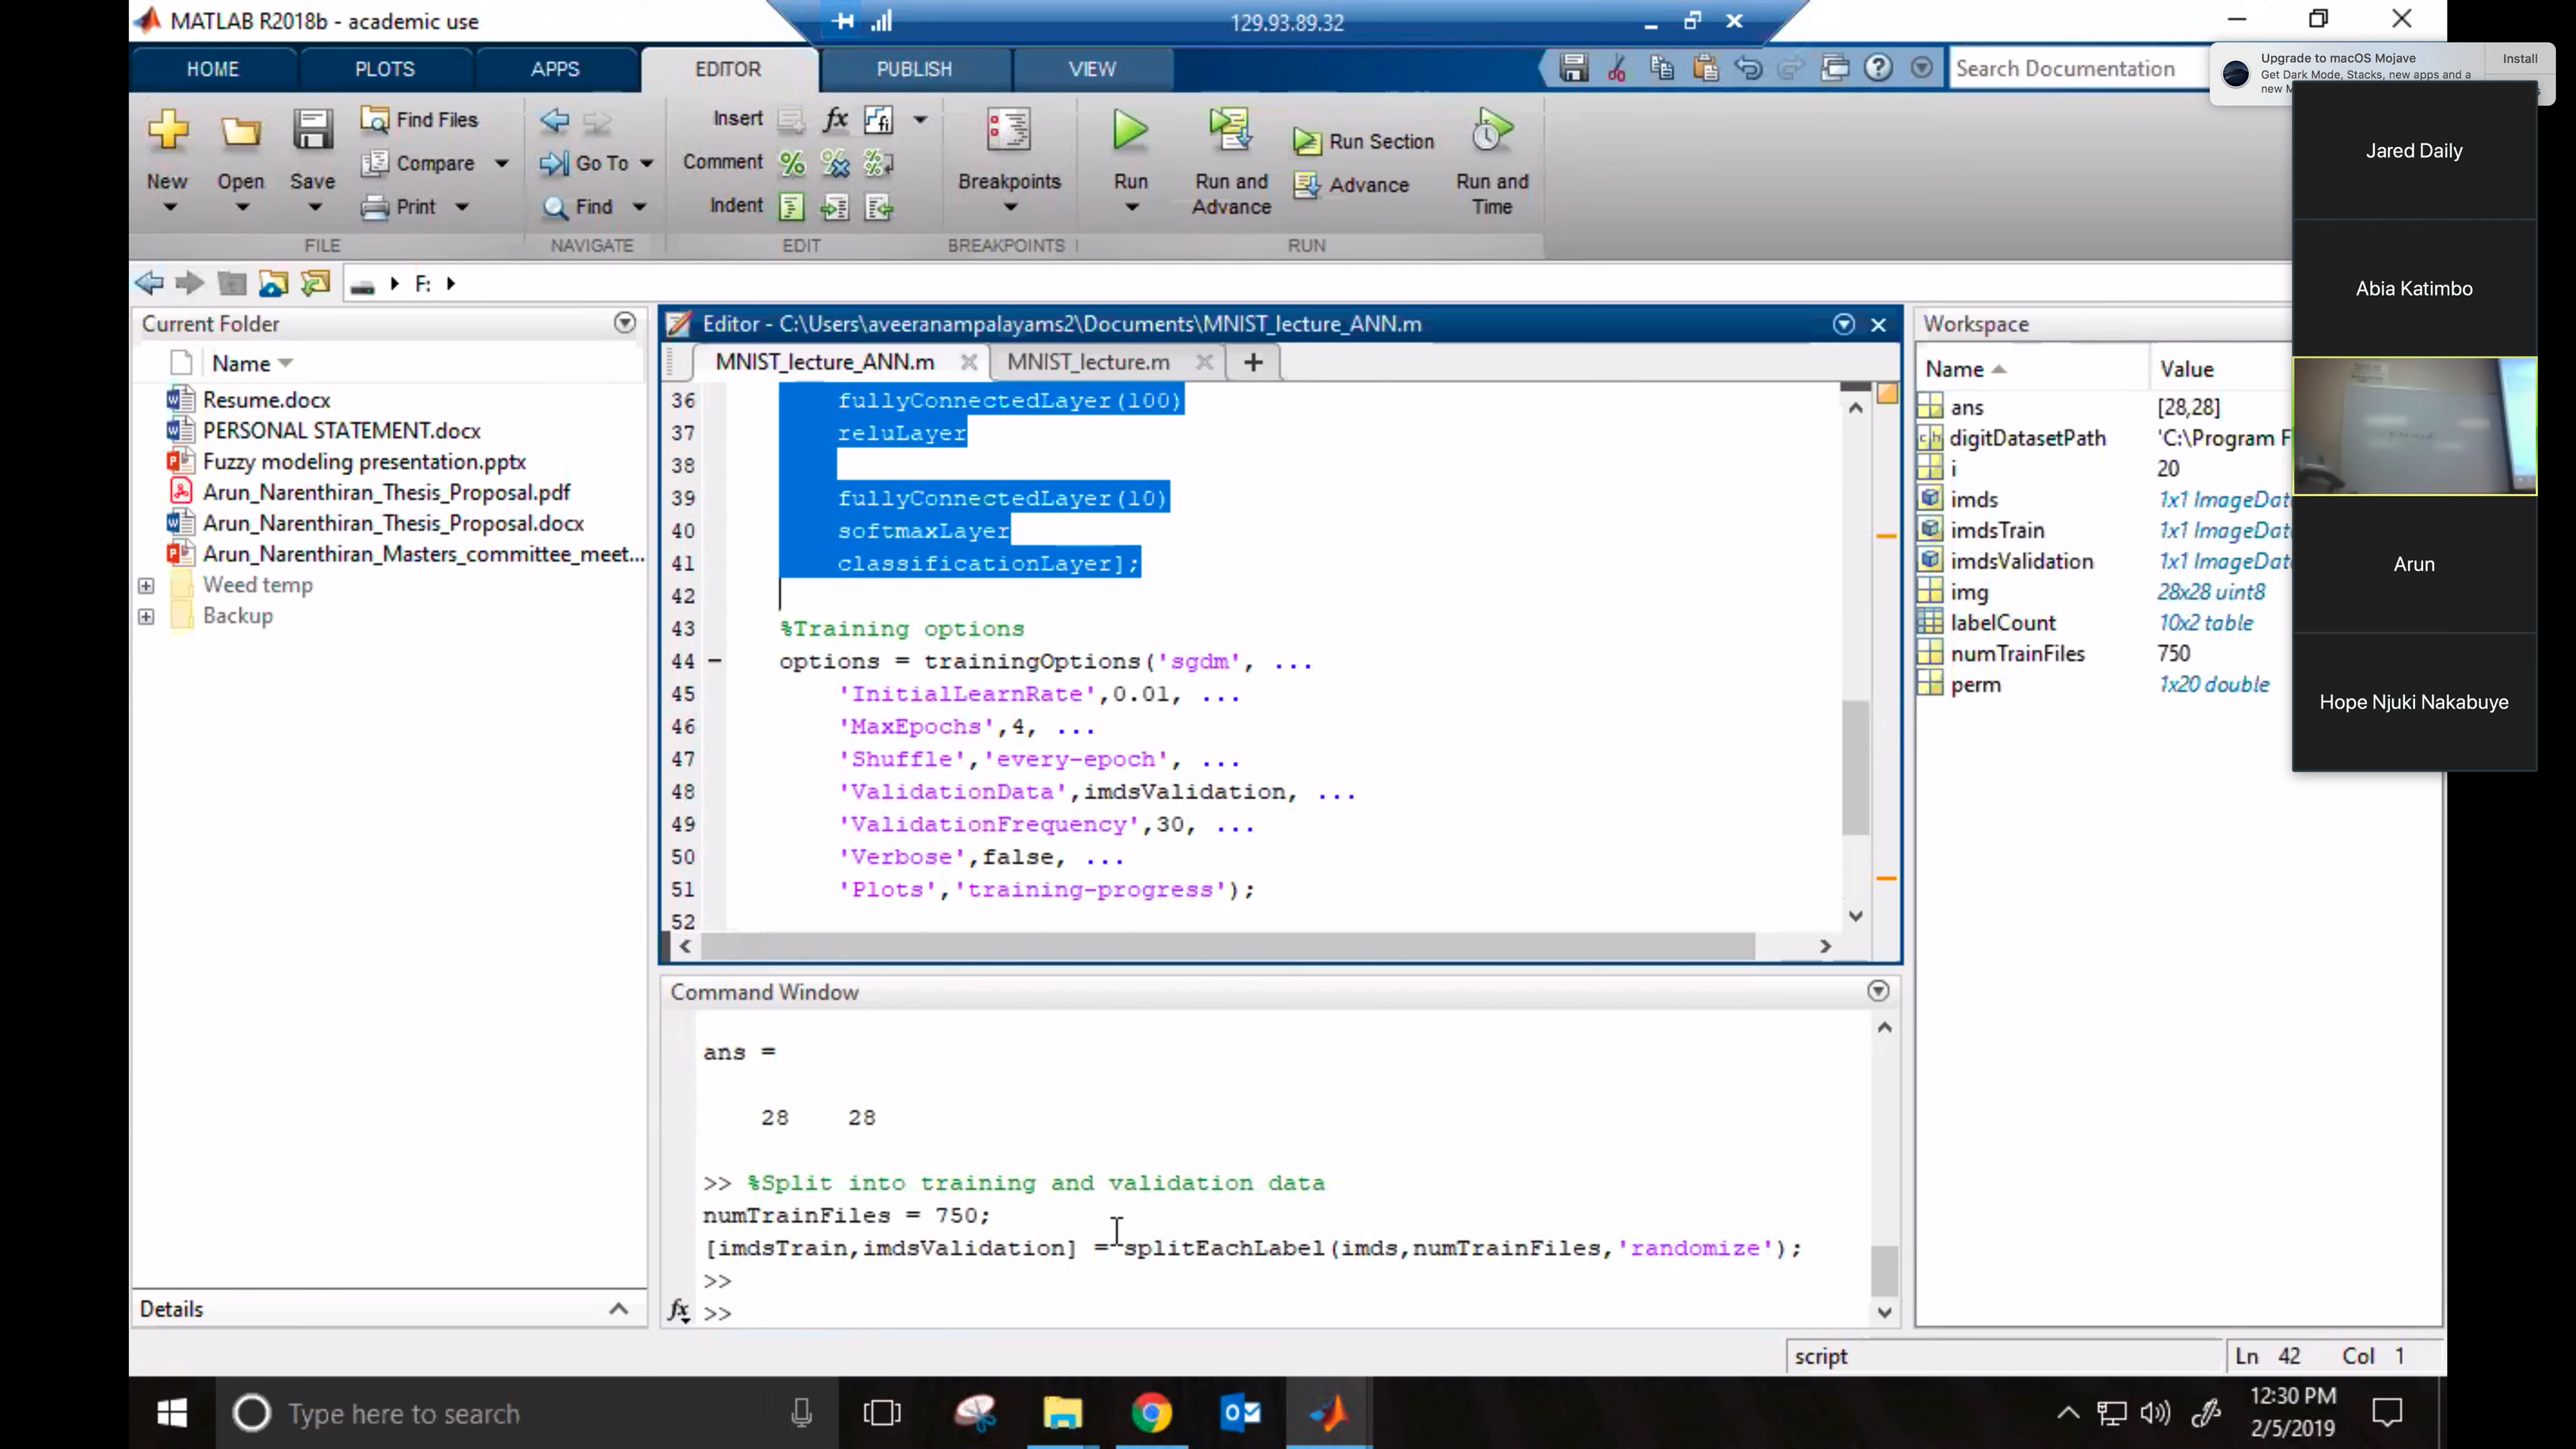 MATLAB R2018b - academic use
129.93.89.32
HOME
PLOTS
APPS
EDITOR
PUBLISH
VIEW
Search Documentation
Upgrade to macOS Mojave
Get Dark Mode, Stacks, new apps and a
new M
Install
New
Open
Save
Find Files
Compare
Print
Go To
Find
Insert
fx
Comment
Indent
Breakpoints
Run
Run and
Advance
Run Section
Advance
Run and
Time
FILE
NAVIGATE
EDIT
BREAKPOINTS
RUN
F:
Current Folder
Name
Resume.docx
PERSONAL STATEMENT.docx
Fuzzy modeling presentation.pptx
Arun_Narenthiran_Thesis_Proposal.pdf
Arun_Narenthiran_Thesis_Proposal.docx
Arun_Narenthiran_Masters_committee_meet...
Weed temp
Backup
Details
Editor - C:\Users\aveeranampalayams2\Documents\MNIST_lecture_ANN.m
MNIST_lecture_ANN.m
MNIST_lecture.m
36 fullyConnectedLayer(100)
37 reluLayer
38
39 fullyConnectedLayer(10)
40 softmaxLayer
41 classificationLayer];
42
43 %Training options
44 options = trainingOptions('sgdm', ...
45 'InitialLearnRate',0.01, ...
46 'MaxEpochs',4, ...
47 'Shuffle','every-epoch', ...
48 'ValidationData',imdsValidation, ...
49 'ValidationFrequency',30, ...
50 'Verbose',false, ...
51 'Plots','training-progress');
52
Command Window
ans =
28 28
>> %Split into training and validation data
numTrainFiles = 750;
[imdsTrain,imdsValidation] = splitEachLabel(imds,numTrainFiles,'randomize');
>>
fx >>
Workspace
Name Value
ans [28,28]
digitDatasetPath 'C:\Program F
i 20
imds 1x1 ImageDat
imdsTrain 1x1 ImageDat
imdsValidation 1x1 ImageDat
img 28x28 uint8
labelCount 10x2 table
numTrainFiles 750
perm 1x20 double
Jared Daily
Abia Katimbo
Arun
Hope Njuki Nakabuye
script
Ln 42 Col 1
Type here to search
12:30 PM
2/5/2019